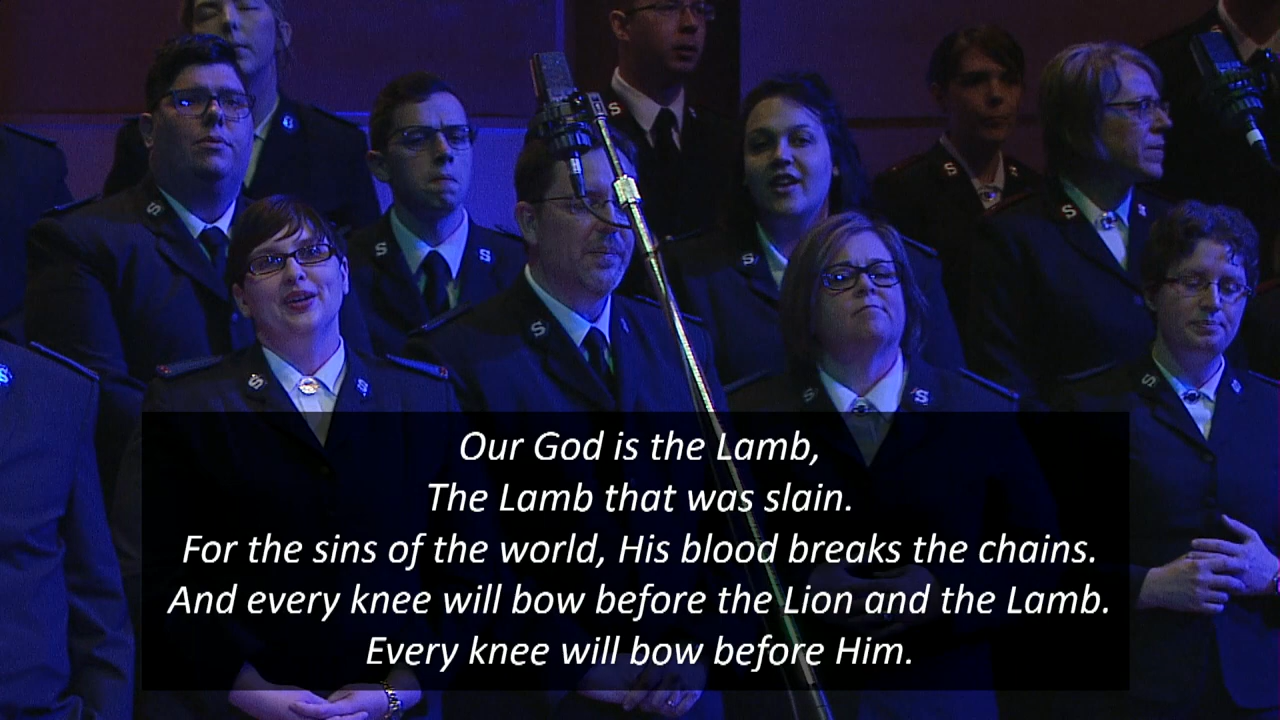 Our God is the Lamb,
The Lamb that was slain.
For the sins of the world, His blood breaks the chains.
And every knee will bow before the Lion and the Lamb.
Every knee will bow before Him.